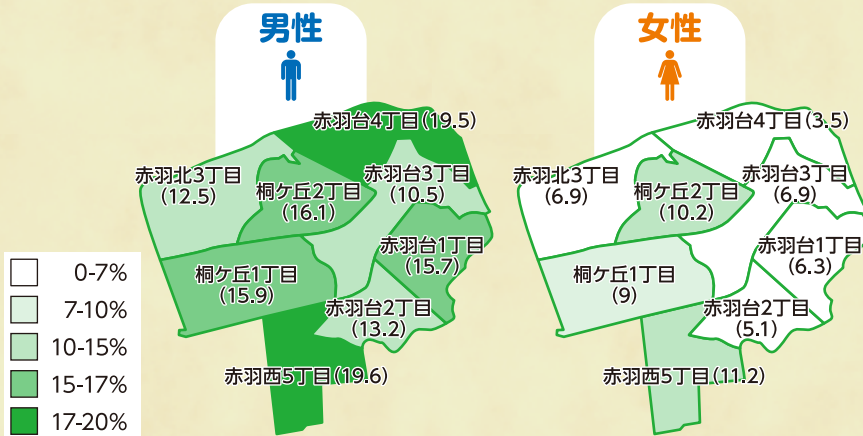 男性
赤羽台4丁目(19.5)
赤羽北3丁目
(12.5)
赤羽台3丁目
(10.5)
桐ケ丘2丁目
(16.1)
赤羽台1丁目
(15.7)
桐ケ丘1丁目
(15.9)
赤羽台2丁目
(13.2)
赤羽西5丁目(19.6)
女性
赤羽台4丁目(3.5)
赤羽北3丁目
(6.9)
赤羽台3丁目
(6.9)
桐ケ丘2丁目
(10.2)
赤羽台1丁目
(6.3)
桐ケ丘1丁目
(9)
赤羽台2丁目
(5.1)
赤羽西5丁目(11.2)
0-7%
7-10%
10-15%
15-17%
17-20%